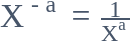 X⁻ᵃ = 1/Xᵃ